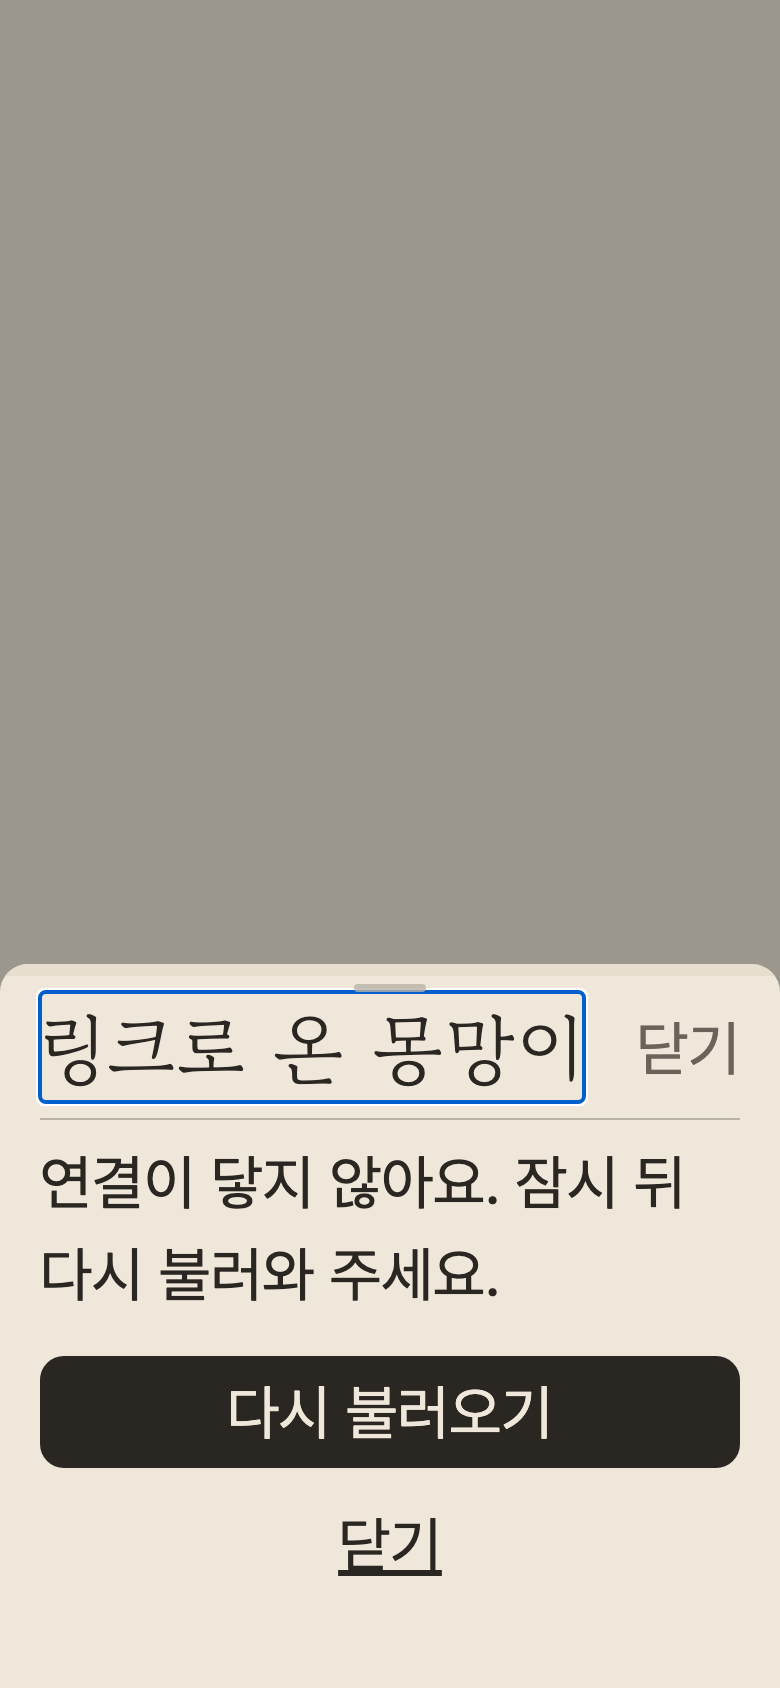 링크로 온 몽망이
닫기
연결이 닿지 않아요. 잠시 뒤
다시 불러와 주세요.
다시 불러오기
닫기